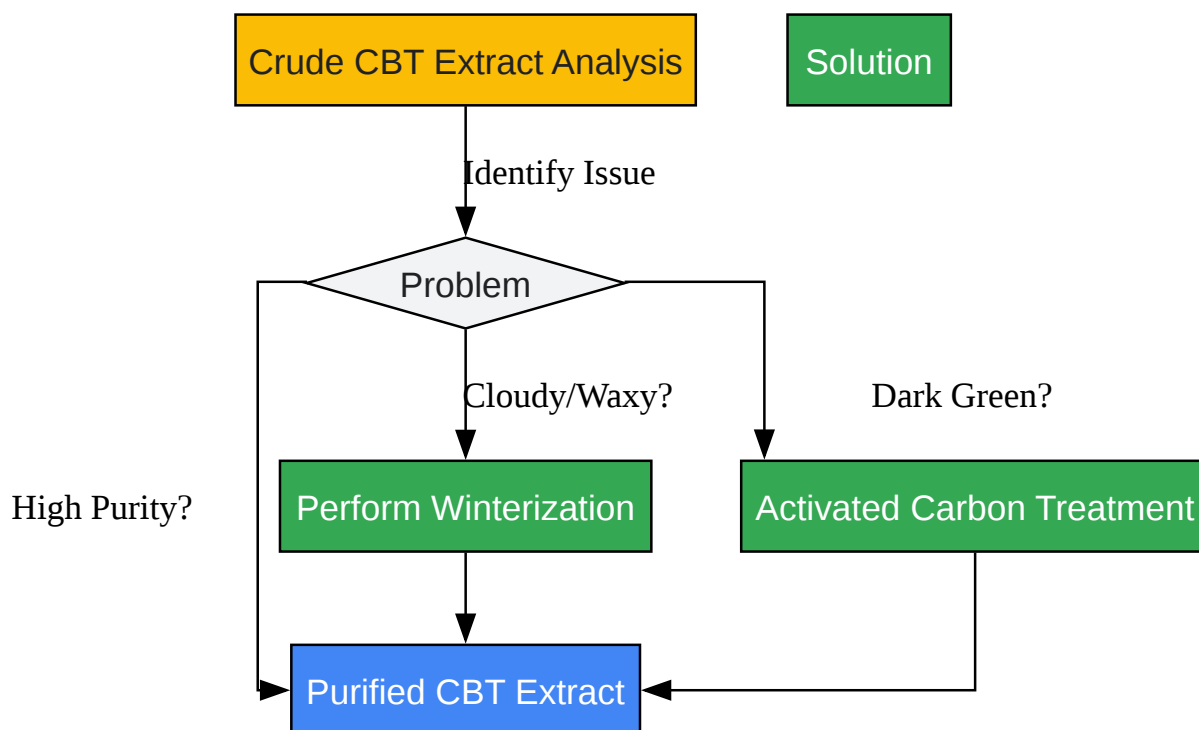 Crude CBT Extract Analysis
Solution
Identify Issue
Problem
Cloudy/Waxy?
Dark Green?
High Purity?
Perform Winterization
Activated Carbon Treatment
Purified CBT Extract